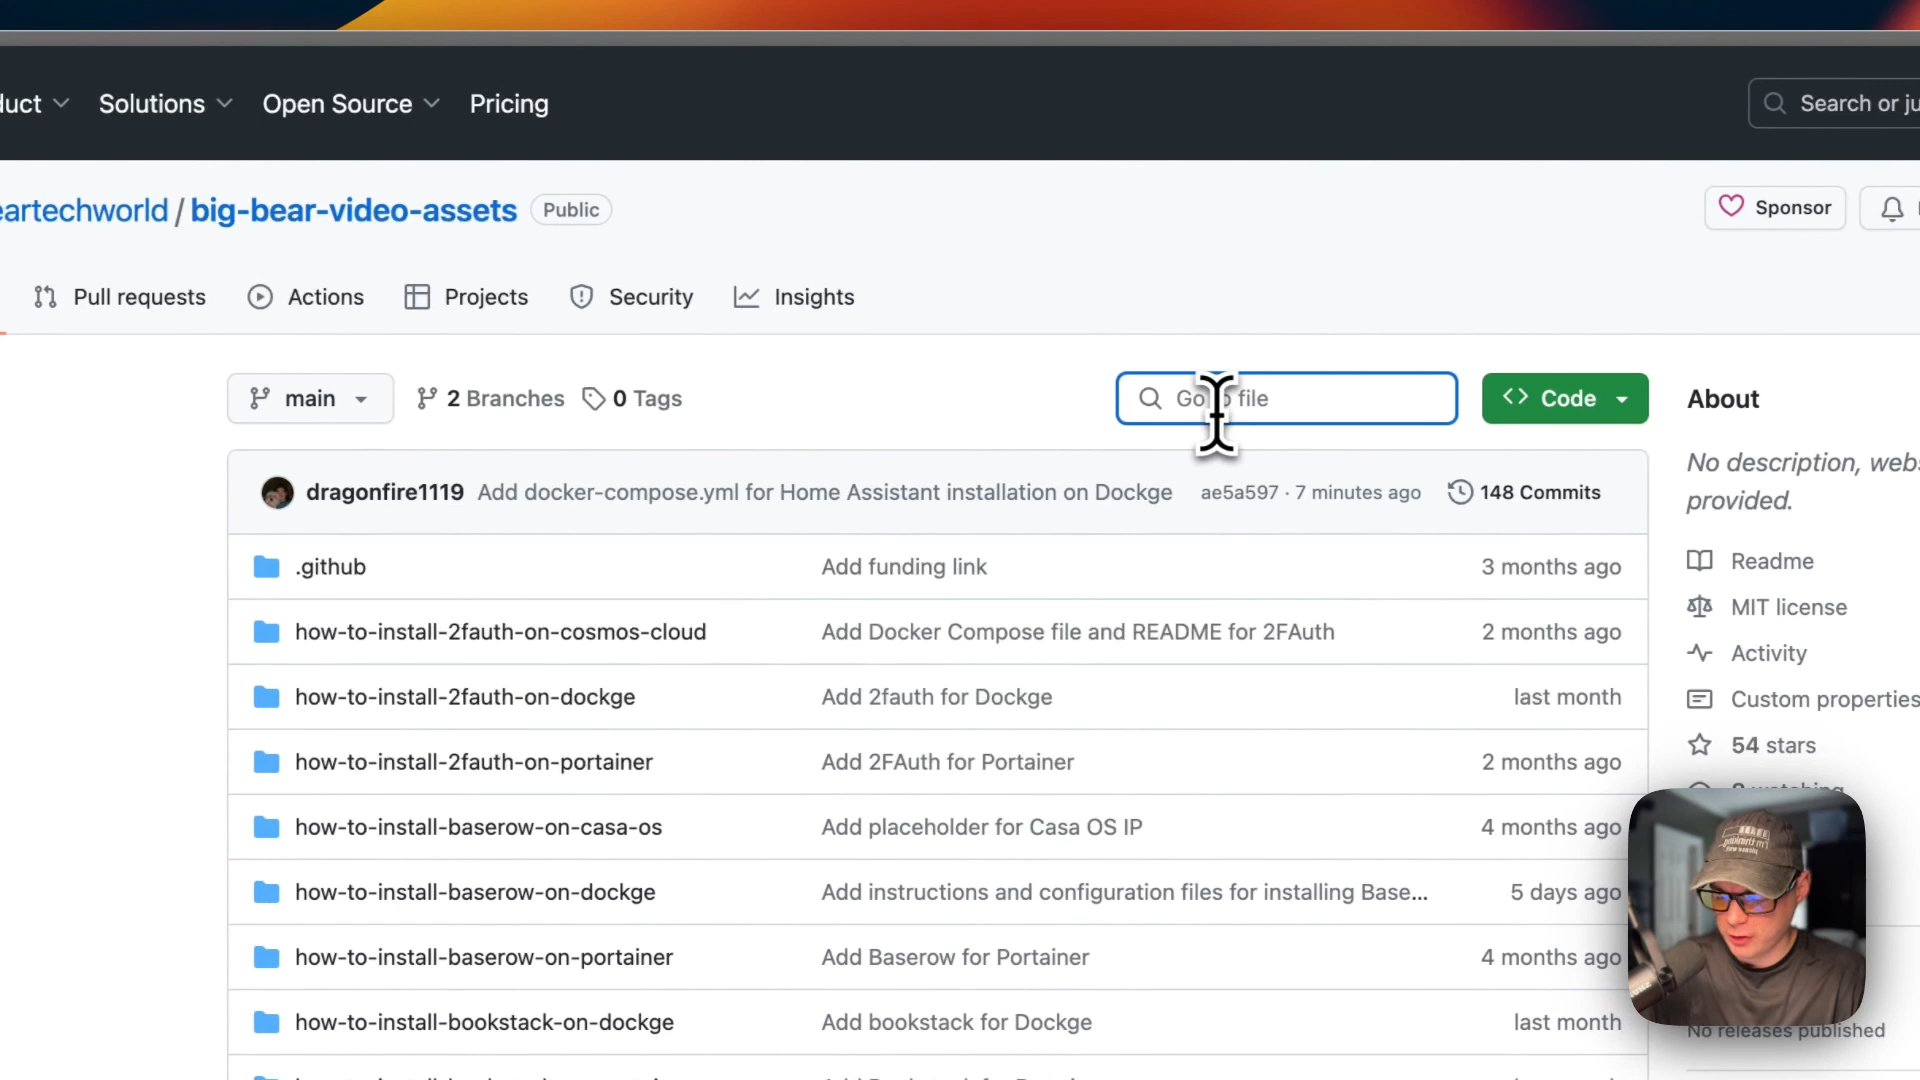 duct Solutions Open Source Pricing Search or ju
eartechworld / big-bear-video-assets Public Sponsor
Pull requests Actions Projects Security Insights
main 2 Branches 0 Tags Go to file Code About
No description, webs
provided.
dragonfire1119 Add docker-compose.yml for Home Assistant installation on Dockge ae5a597 · 7 minutes ago 148 Commits
.github Add funding link 3 months ago
Readme
how-to-install-2fauth-on-cosmos-cloud Add Docker Compose file and README for 2FAuth 2 months ago
MIT license
Activity
how-to-install-2fauth-on-dockge Add 2fauth for Dockge last month
Custom properties
how-to-install-2fauth-on-portainer Add 2FAuth for Portainer 2 months ago
54 stars
how-to-install-baserow-on-casa-os Add placeholder for Casa OS IP 4 months ago
how-to-install-baserow-on-dockge Add instructions and configuration files for installing Base... 5 days ago
how-to-install-baserow-on-portainer Add Baserow for Portainer 4 months ago
how-to-install-bookstack-on-dockge Add bookstack for Dockge last month
No releases published